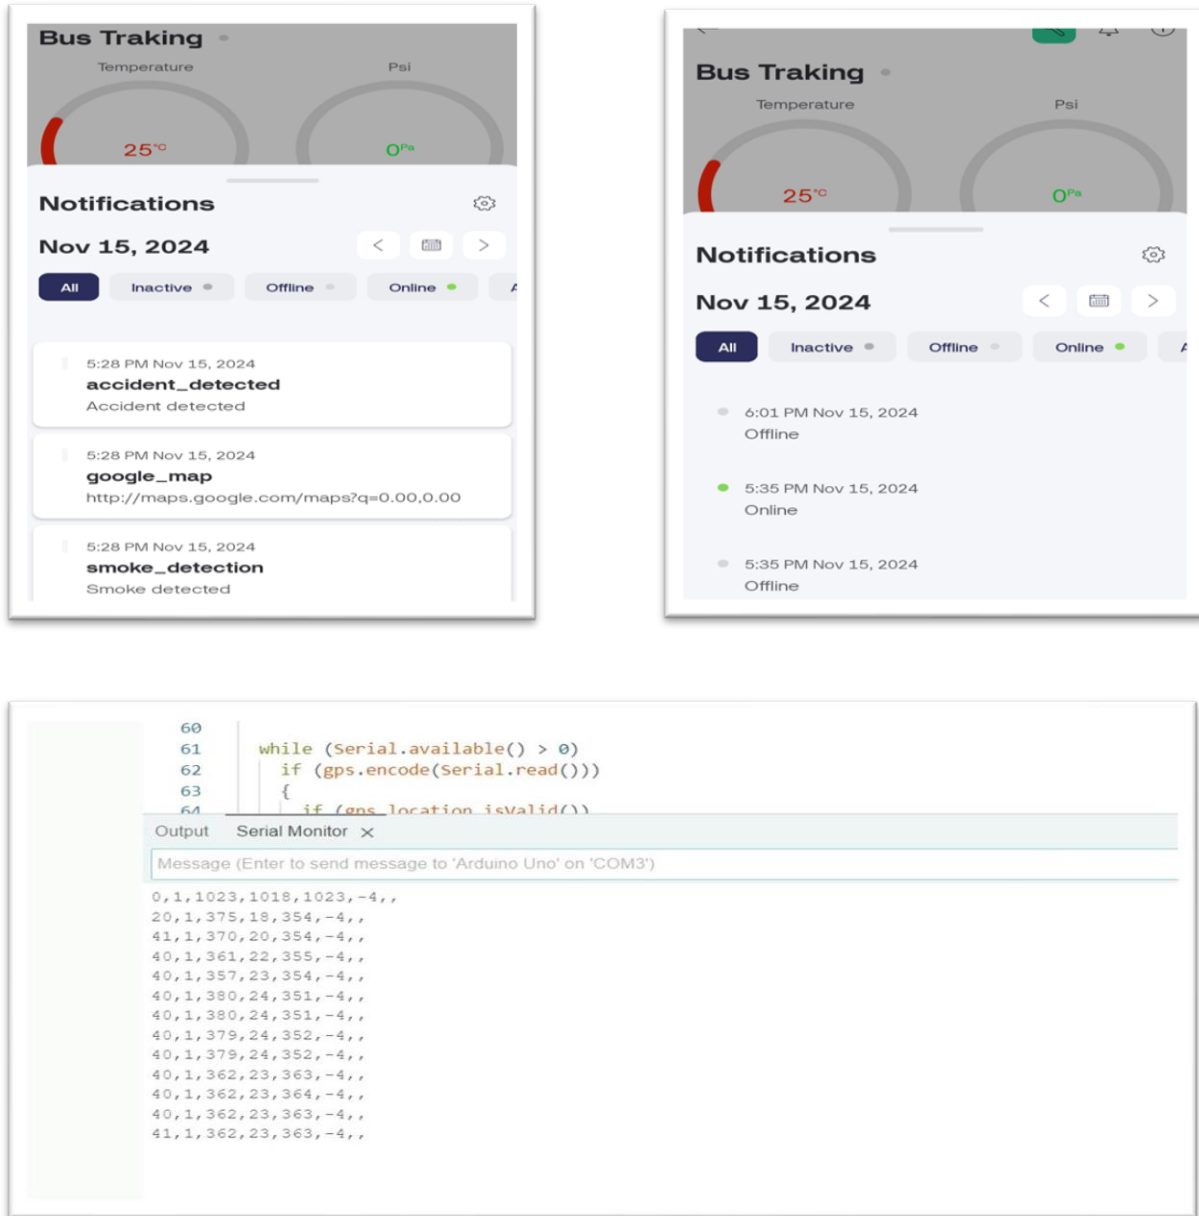 Bus Traking
Temperature
Psi
25°C
0Pa
Notifications
Nov 15, 2024
All
Inactive
Offline
Online
5:28 PM Nov 15, 2024
accident_detected
Accident detected
5:28 PM Nov 15, 2024
google_map
http://maps.google.com/maps?q=0.00,0.00
5:28 PM Nov 15, 2024
smoke_detection
Smoke detected
Bus Traking
Temperature
Psi
25°C
0Pa
Notifications
Nov 15, 2024
All
Inactive
Offline
Online
6:01 PM Nov 15, 2024
Offline
5:35 PM Nov 15, 2024
Online
5:35 PM Nov 15, 2024
Offline
60
61 while (Serial.available() > 0)
62 if (gps.encode(Serial.read()))
63 {
64 if (gps.location.isValid())
Output Serial Monitor
Message (Enter to send message to 'Arduino Uno' on 'COM3')
0,1,1023,1018,1023,-4,,
20,1,375,18,354,-4,,
41,1,370,20,354,-4,,
40,1,361,22,355,-4,,
40,1,357,23,354,-4,,
40,1,380,24,351,-4,,
40,1,380,24,351,-4,,
40,1,379,24,352,-4,,
40,1,379,24,352,-4,,
40,1,362,23,363,-4,,
40,1,362,23,364,-4,,
40,1,362,23,363,-4,,
41,1,362,23,363,-4,,